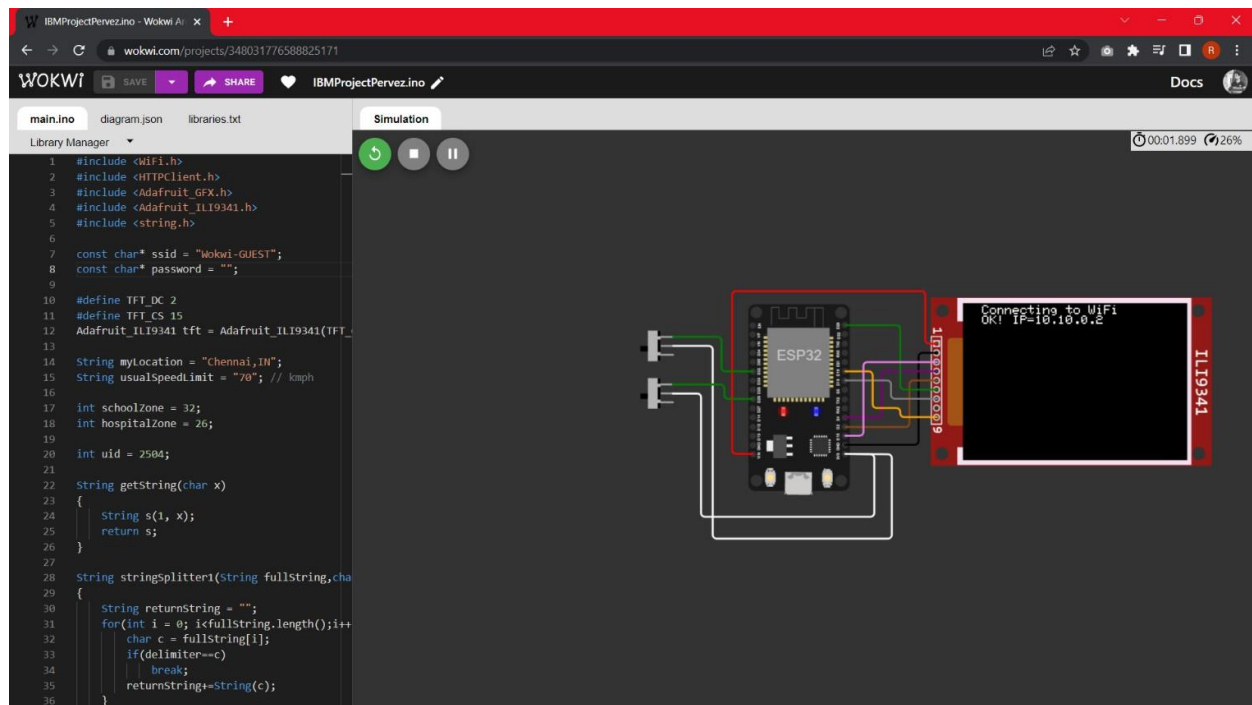 IBMProjectPervez.ino - Wokwi Ar
wokwi.com/projects/348031776588825171
R
WOKWi SAVE SHARE IBMProjectPervez.ino Docs
main.ino diagram.json libraries.txt
Library Manager
Simulation
00:01.899 26%
1 #include <WiFi.h>
2 #include <HTTPClient.h>
3 #include <Adafruit_GFX.h>
4 #include <Adafruit_ILI9341.h>
5 #include <string.h>
6
7 const char* ssid = "Wokwi-GUEST";
8 const char* password = "";
9
10 #define TFT_DC 2
11 #define TFT_CS 15
12 Adafruit_ILI9341 tft = Adafruit_ILI9341(TFT_
13
14 String myLocation = "Chennai,IN";
15 String usualSpeedLimit = "70"; // kmph
16
17 int schoolZone = 32;
18 int hospitalZone = 26;
19
20 int uid = 2504;
21
22 String getString(char x)
23 {
24 String s(1, x);
25 return s;
26 }
27
28 String stringSplitter1(String fullString,cha
29 {
30 String returnString = "";
31 for(int i = 0; i<fullString.length();i++
32 char c = fullString[i];
33 if(delimiter==c)
34 break;
35 returnString+=String(c);
36 }
ESP32
Connecting to WiFi
OK! IP=10.10.0.2
1
9
ILI9341